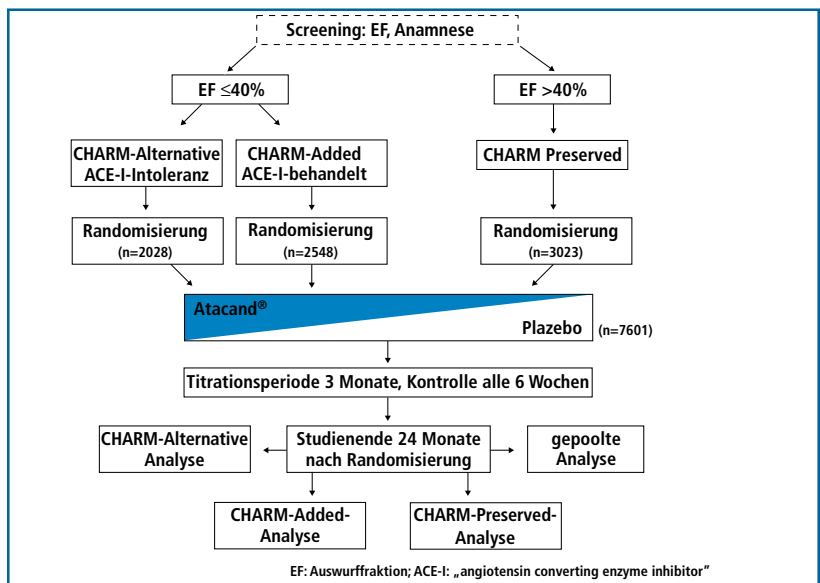 Screening: EF, Anamnese
EF ≤40%
EF >40%
CHARM-Alternative
ACE-I-Intoleranz
CHARM-Added
ACE-I-behandelt
CHARM Preserved
Randomisierung
(n=2028)
Randomisierung
(n=2548)
Randomisierung
(n=3023)
Atacand®
Plazebo
(n=7601)
Titrationsperiode 3 Monate, Kontrolle alle 6 Wochen
CHARM-Alternative
Analyse
Studienende 24 Monate
nach Randomisierung
gepoolte
Analyse
CHARM-Added-
Analyse
CHARM-Preserved-
Analyse
EF: Auswurffraktion; ACE-I: „angiotensin converting enzyme inhibitor”